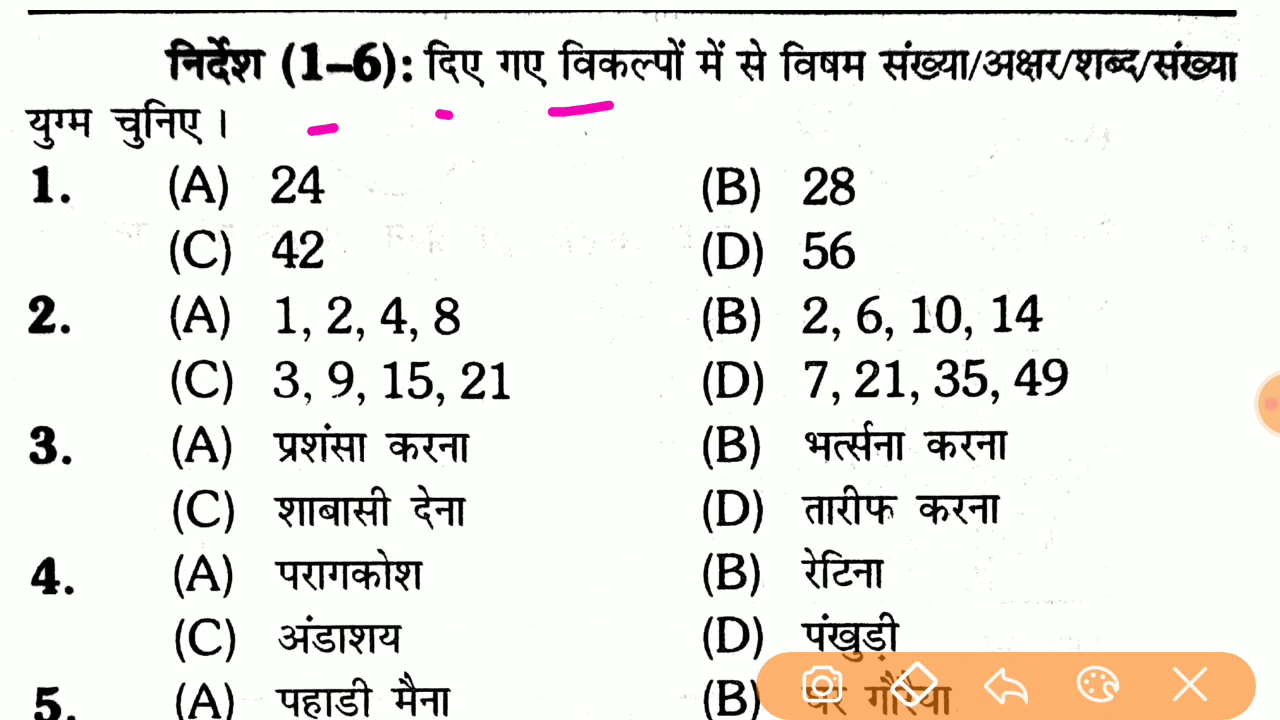 निर्देश (1–6): दिए गए विकल्पों में से विषम संख्या/अक्षर/शब्द/संख्या
युग्म चुनिए ।
1. (A) 24 (B) 28
(C) 42 (D) 56
2. (A) 1, 2, 4, 8 (B) 2, 6, 10, 14
(C) 3, 9, 15, 21 (D) 7, 21, 35, 49
3. (A) प्रशंसा करना (B) भर्त्सना करना
(C) शाबासी देना (D) तारीफ करना
4. (A) परागकोश (B) रेटिना
(C) अंडाशय (D) पंखुड़ी
5. (A) पहाडी मैना (B) घर गौरैया